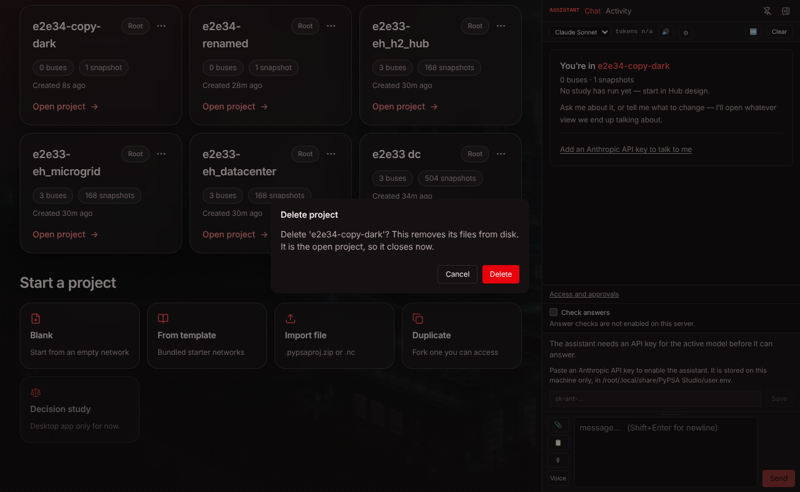 e2e34-copy-dark
Root
0 buses
1 snapshot
Created 8s ago
Open project →
e2e34-renamed
Root
0 buses
1 snapshot
Created 28m ago
Open project →
e2e33-eh_h2_hub
Root
3 buses
168 snapshots
Created 30m ago
Open project →
e2e33-eh_microgrid
Root
3 buses
168 snapshots
Created 30m ago
Open project →
e2e33-eh_datacenter
Root
3 buses
168 snapshots
Created 30m ago
Open project
e2e33 dc
Root
3 buses
504 snapshots
Created 34m ago
Delete project
Delete 'e2e34-copy-dark'? This removes its files from disk.
It is the open project, so it closes now.
Cancel
Delete
Start a project
Blank
Start from an empty network
From template
Bundled starter networks
Import file
.pypsaproj.zip or .nc
Duplicate
Fork one you can access
Decision study
Desktop app only for now.
ASSISTANT Chat Activity
Claude Sonnet
tokens n/a
Clear
You're in e2e34-copy-dark
0 buses · 1 snapshots
No study has run yet — start in Hub design.
Ask me about it, or tell me what to change — I'll open whatever
view we end up talking about.
Add an Anthropic API key to talk to me
Access and approvals
Check answers
Answer checks are not enabled on this server.
The assistant needs an API key for the active model before it can
answer.
Paste an Anthropic API key to enable the assistant. It is stored on this
machine only, in /root/.local/share/PyPSA Studio/user.env.
sk-ant-...
Save
message... (Shift+Enter for newline)
Voice
Send